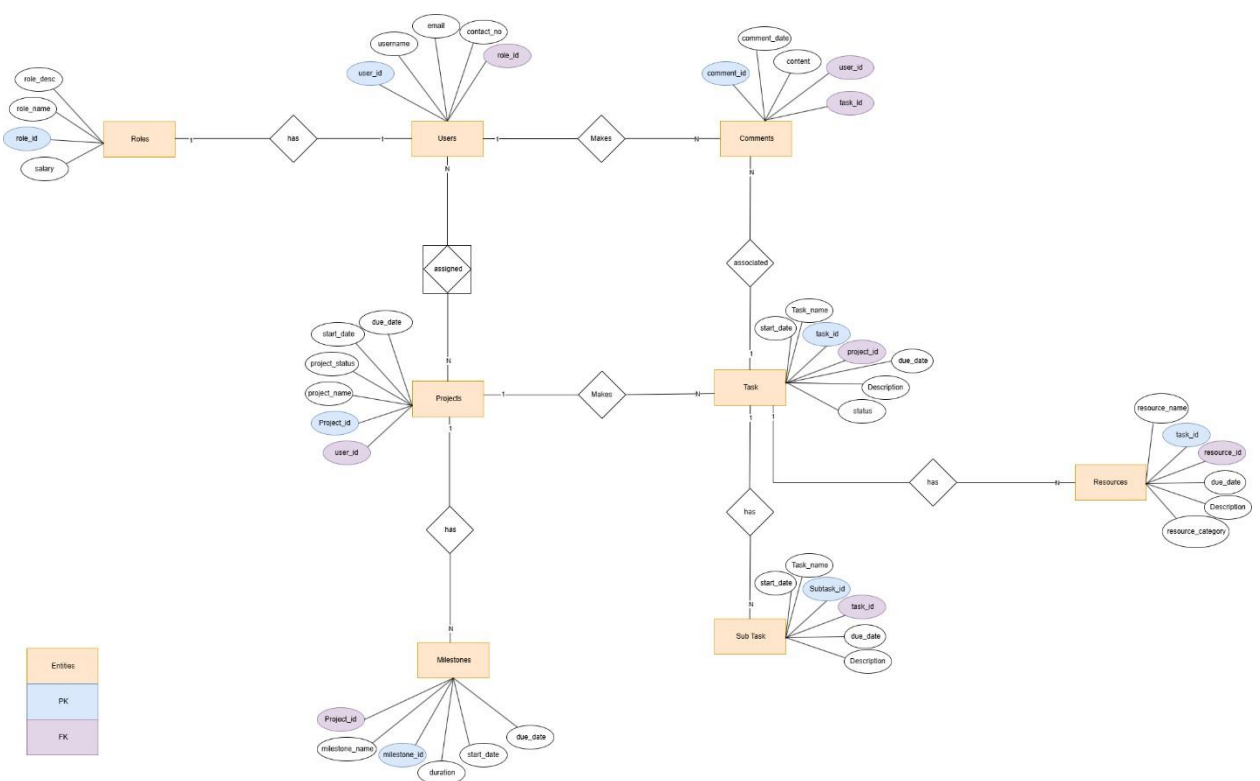 email
username
contact_no
role_id
user_id
comment_date
content
comment_id
user_id
task_id
role_desc
role_name
role_id
salary
Roles
1
has
1
Users
1
Makes
N
Comments
N
assigned
N
N
associated
1
due_date
start_date
project_status
project_name
Project_id
user_id
Projects
1
Makes
N
Task
Task_name
start_date
task_id
project_id
due_date
Description
status
1
has
N
1
has
N
1
has
N
resource_name
task_id
resource_id
due_date
Description
resource_category
Resources
Task_name
start_date
Subtask_id
task_id
due_date
Description
Sub Task
Milestones
Project_id
milestone_name
milestone_id
duration
start_date
due_date
Entites
PK
FK